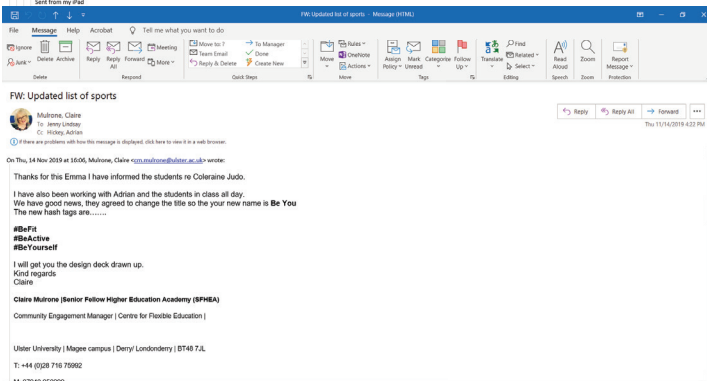 Sent from my iPad
FW: Updated list of sports - Message (HTML)
File Message Help Acrobat Tell me what you want to do
Ignore
Junk
Delete Archive
Reply Reply All Forward
Meeting
More
Move to: ?
Team Email
Reply & Delete
To Manager
Done
Create New
Move
Rules
OneNote
Actions
Assign Policy
Mark Unread
Categorise
Follow Up
Translate
Find
Related
Select
Read Aloud
Zoom
Report Message
Delete Respond Quick Steps Move Tags Editing Speech Zoom Protection
FW: Updated list of sports
Mulrone, Claire
To Jenny Lindsay
Cc Hickey, Adrian
Reply Reply All Forward
Thu 11/14/2019 4:22 PM
If there are problems with how this message is displayed, click here to view it in a web browser.
On Thu, 14 Nov 2019 at 16:06, Mulrone, Claire <cm.mulrone@ulster.ac.uk> wrote:
Thanks for this Emma I have informed the students re Coleraine Judo.
I have also been working with Adrian and the students in class all day.
We have good news, they agreed to change the title so the your new name is Be You
The new hash tags are…….
#BeFit
#BeActive
#BeYourself
I will get you the design deck drawn up.
Kind regards
Claire
Claire Mulrone |Senior Fellow Higher Education Academy (SFHEA)
Community Engagement Manager | Centre for Flexible Education |
Ulster University | Magee campus | Derry/ Londonderry | BT48 7JL
T: +44 (0)28 716 75992